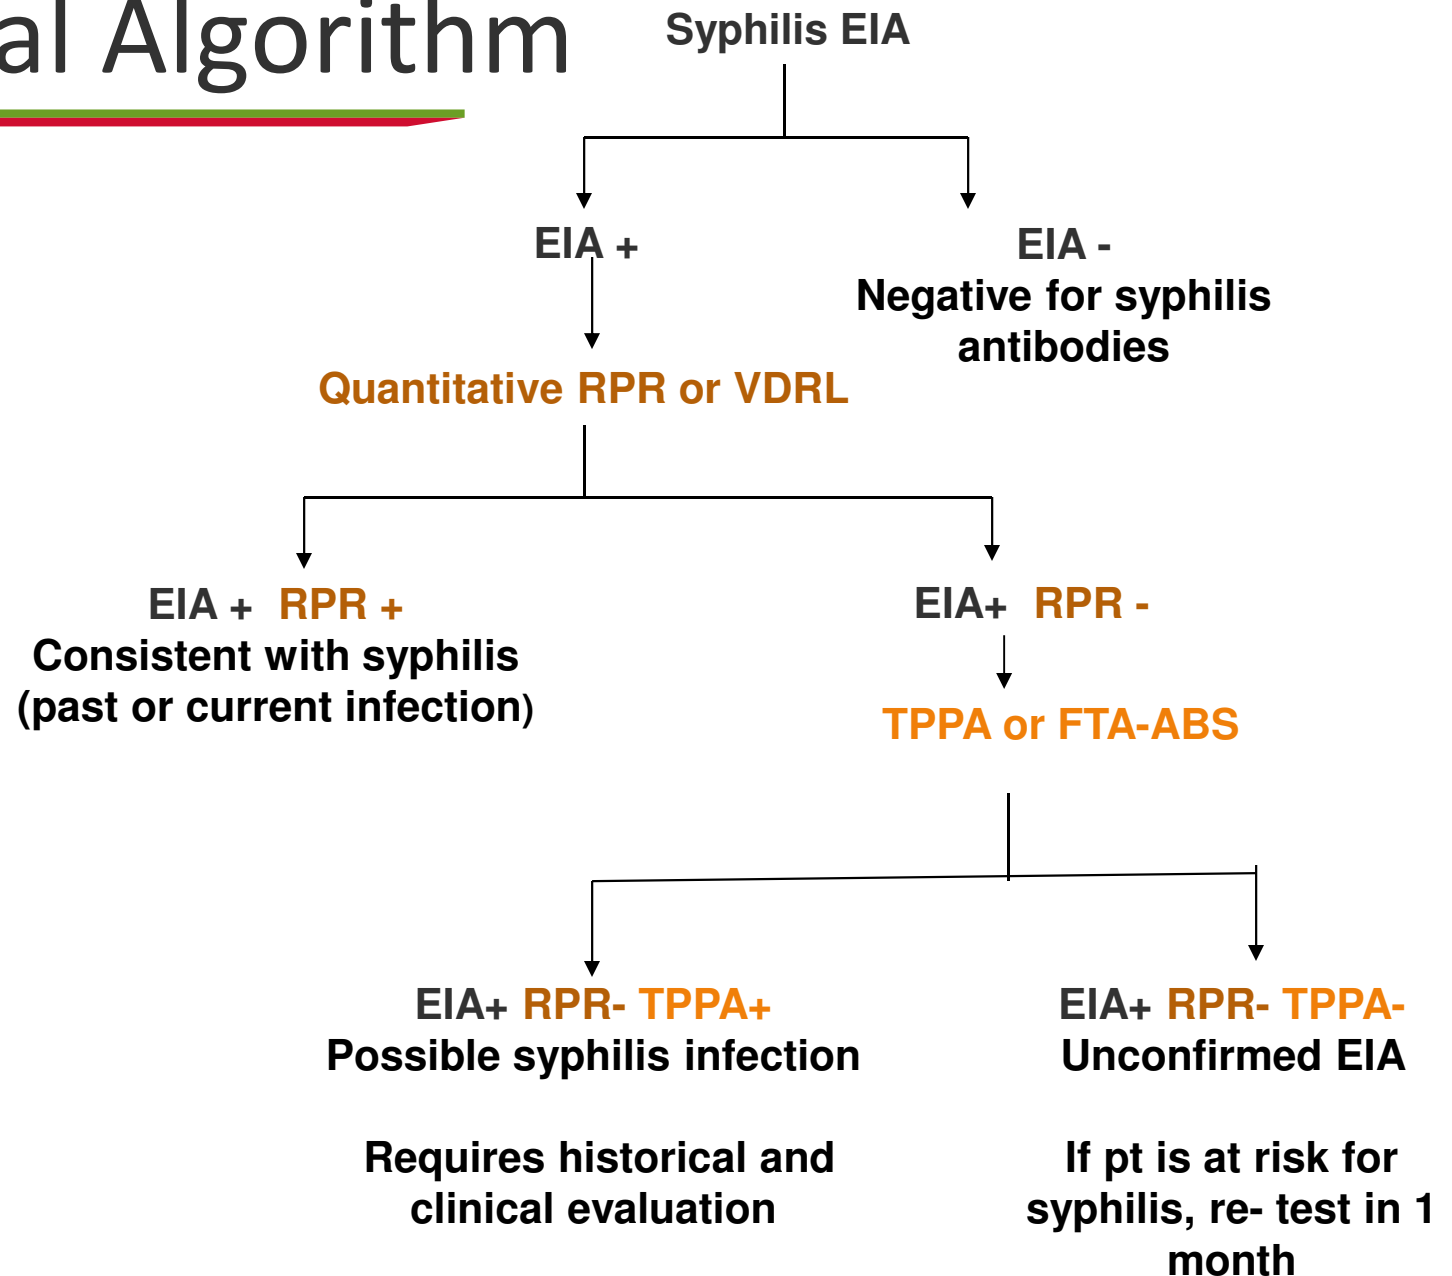 al Algorithm
Syphilis EIA
EIA +
EIA -
Negative for syphilis
antibodies
Quantitative RPR or VDRL
EIA + RPR +
Consistent with syphilis
(past or current infection)
EIA+ RPR -
TPPA or FTA-ABS
EIA+ RPR- TPPA+
Possible syphilis infection
Requires historical and
clinical evaluation
EIA+ RPR- TPPA-
Unconfirmed EIA
If pt is at risk for
syphilis, re- test in 1
month